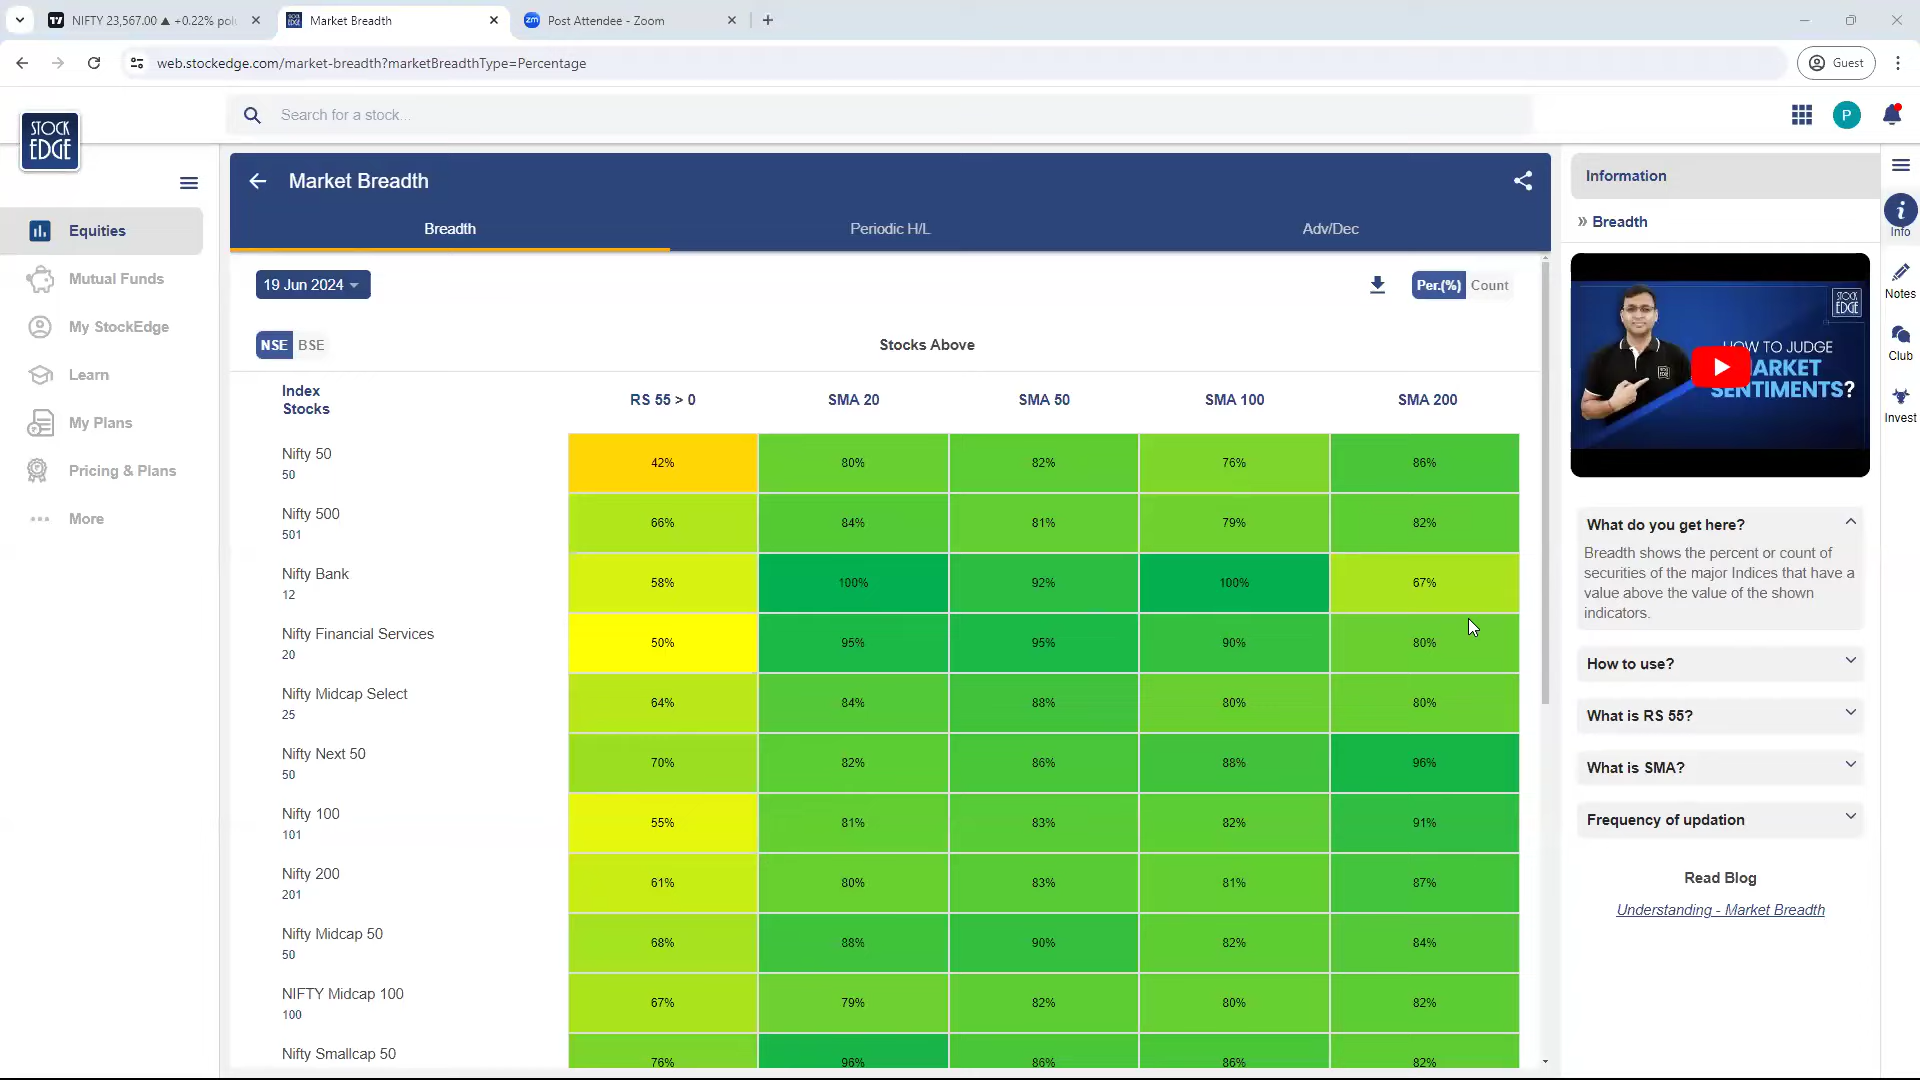 NIFTY 23,567.00 ▲ +0.22%
Market Breadth
zm Post Attendee - Zoom
web.stockedge.com/market-breadth?marketBreadthType=Percentage
Guest
STOCK EDGE
Search for a stock...
P
Equities
Mutual Funds
My StockEdge
Learn
My Plans
Pricing & Plans
More
Market Breadth
Breadth Periodic H/L Adv/Dec
19 Jun 2024
Per.(%) Count
NSE BSE
Stocks Above
Index Stocks RS 55 > 0 SMA 20 SMA 50 SMA 100 SMA 200
Nifty 50
50
42% 80% 82% 76% 86%
Nifty 500
501
66% 84% 81% 79% 82%
Nifty Bank
12
58% 100% 92% 100% 67%
Nifty Financial Services
20
50% 95% 95% 90% 80%
Nifty Midcap Select
25
64% 84% 88% 80% 80%
Nifty Next 50
50
70% 82% 86% 88% 96%
Nifty 100
101
55% 81% 83% 82% 91%
Nifty 200
201
61% 80% 83% 81% 87%
Nifty Midcap 50
50
68% 88% 90% 82% 84%
NIFTY Midcap 100
100
67% 79% 82% 80% 82%
Nifty Smallcap 50
76% 96% 86% 86% 82%
Information
» Breadth
STOCK EDGE
HOW TO JUDGE
MARKET
SENTIMENTS?
What do you get here?
Breadth shows the percent or count of
securities of the major Indices that have a
value above the value of the shown
indicators.
How to use?
What is RS 55?
What is SMA?
Frequency of updation
Read Blog
Understanding - Market Breadth
i
Info
Notes
Club
Invest